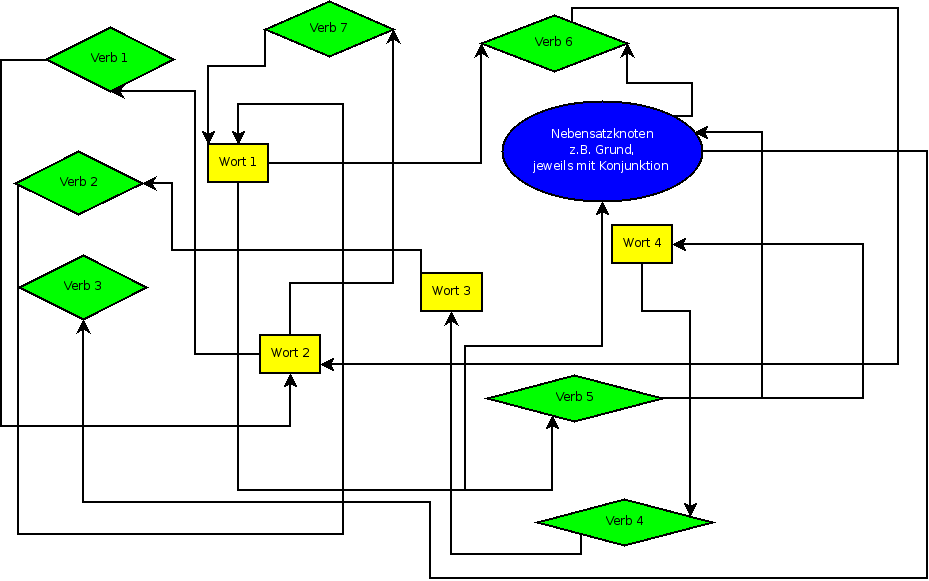 Verb 7
Verb 6
Verb 1
Nebensatzknoten
z.B. Grund,
jeweils mit Konjunktion
Wort 1
Verb 2
Wort 4
Verb 3
Wort 3
Wort 2
Verb 5
Verb 4